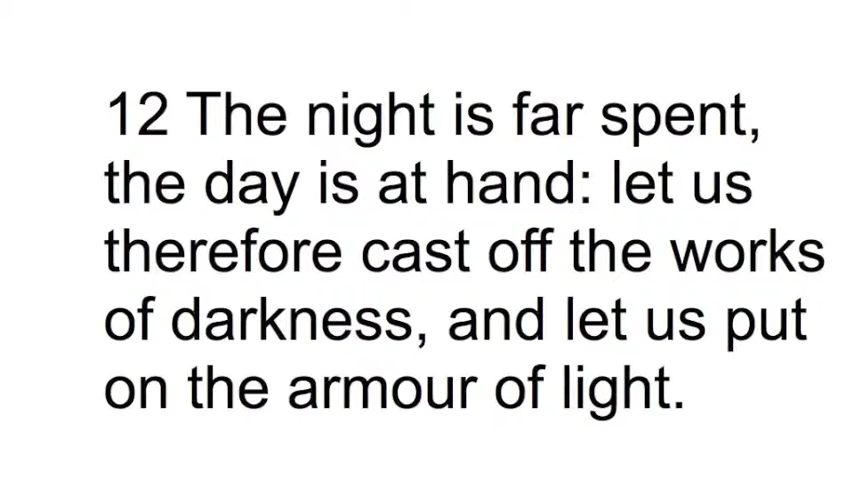 12 The night is far spent,
the day is at hand: let us
therefore cast off the works
of darkness, and let us put
on the armour of light.